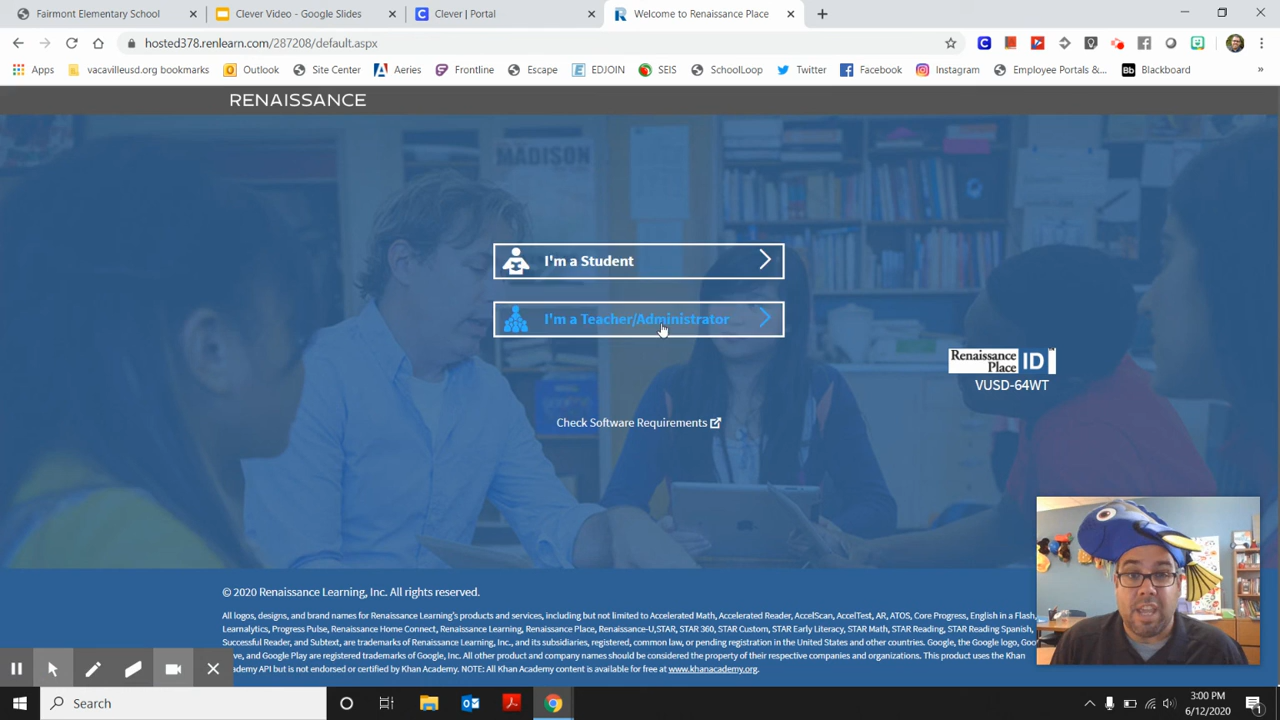 Fairmont Elementary School
Clever Video - Google Slides
Clever | Portal
Welcome to Renaissance Place
hosted378.renlearn.com/287208/default.aspx
Apps
vacavilleusd.org bookmarks
Outlook
Site Center
Aeries
Frontline
Escape
EDJOIN
SEIS
SchoolLoop
Twitter
Facebook
Instagram
Employee Portals &...
Bb Blackboard
»
RENAISSANCE
MADISON
I'm a Student
I'm a Teacher/Administrator
Renaissance Place ID
VUSD-64WT
Check Software Requirements
© 2020 Renaissance Learning, Inc. All rights reserved.
All logos, designs, and brand names for Renaissance Learning's products and services, including but not limited to Accelerated Math, Accelerated Reader, AccelScan, AccelTest, AR, ATOS, Core Progress, English in a Flash,
Learnalytics, Progress Pulse, Renaissance Home Connect, Renaissance Learning, Renaissance Place, Renaissance-U,STAR, STAR 360, STAR Custom, STAR Early Literacy, STAR Math, STAR Reading, STAR Reading Spanish,
Successful Reader, and Subtext, are trademarks of Renaissance Learning, Inc., and its subsidiaries, registered, common law, or pending registration in the United States and other countries. Google, the Google logo, Goo
and Google Play are registered trademarks of Google, Inc. All other product and company names should be considered the property of their respective companies and organizations. This product uses the Khan
Academy API but is not endorsed or certified by Khan Academy. NOTE: All Khan Academy content is available for free at www.khanacademy.org.
Search
3:00 PM
6/12/2020
1